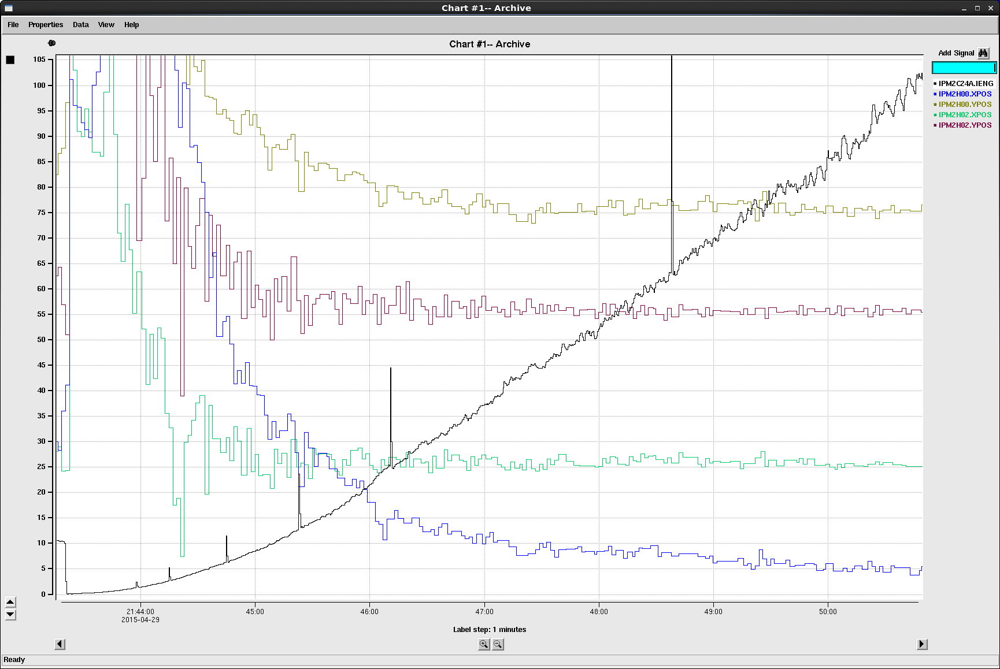 Chart #1-- Archive
File Properties Data View Help
Chart #1-- Archive
Add Signal
IPM2C24A.IENG
IPM2H00.XPOS
IPM2H00.YPOS
IPM2H02.XPOS
IPM2H02.YPOS
105
100
95
90
85
80
75
70
65
60
55
50
45
40
35
30
25
20
15
10
5
0
21:44:00 45:00 46:00 47:00 48:00 49:00 50:00
2015-04-29
Label step: 1 minutes
Ready